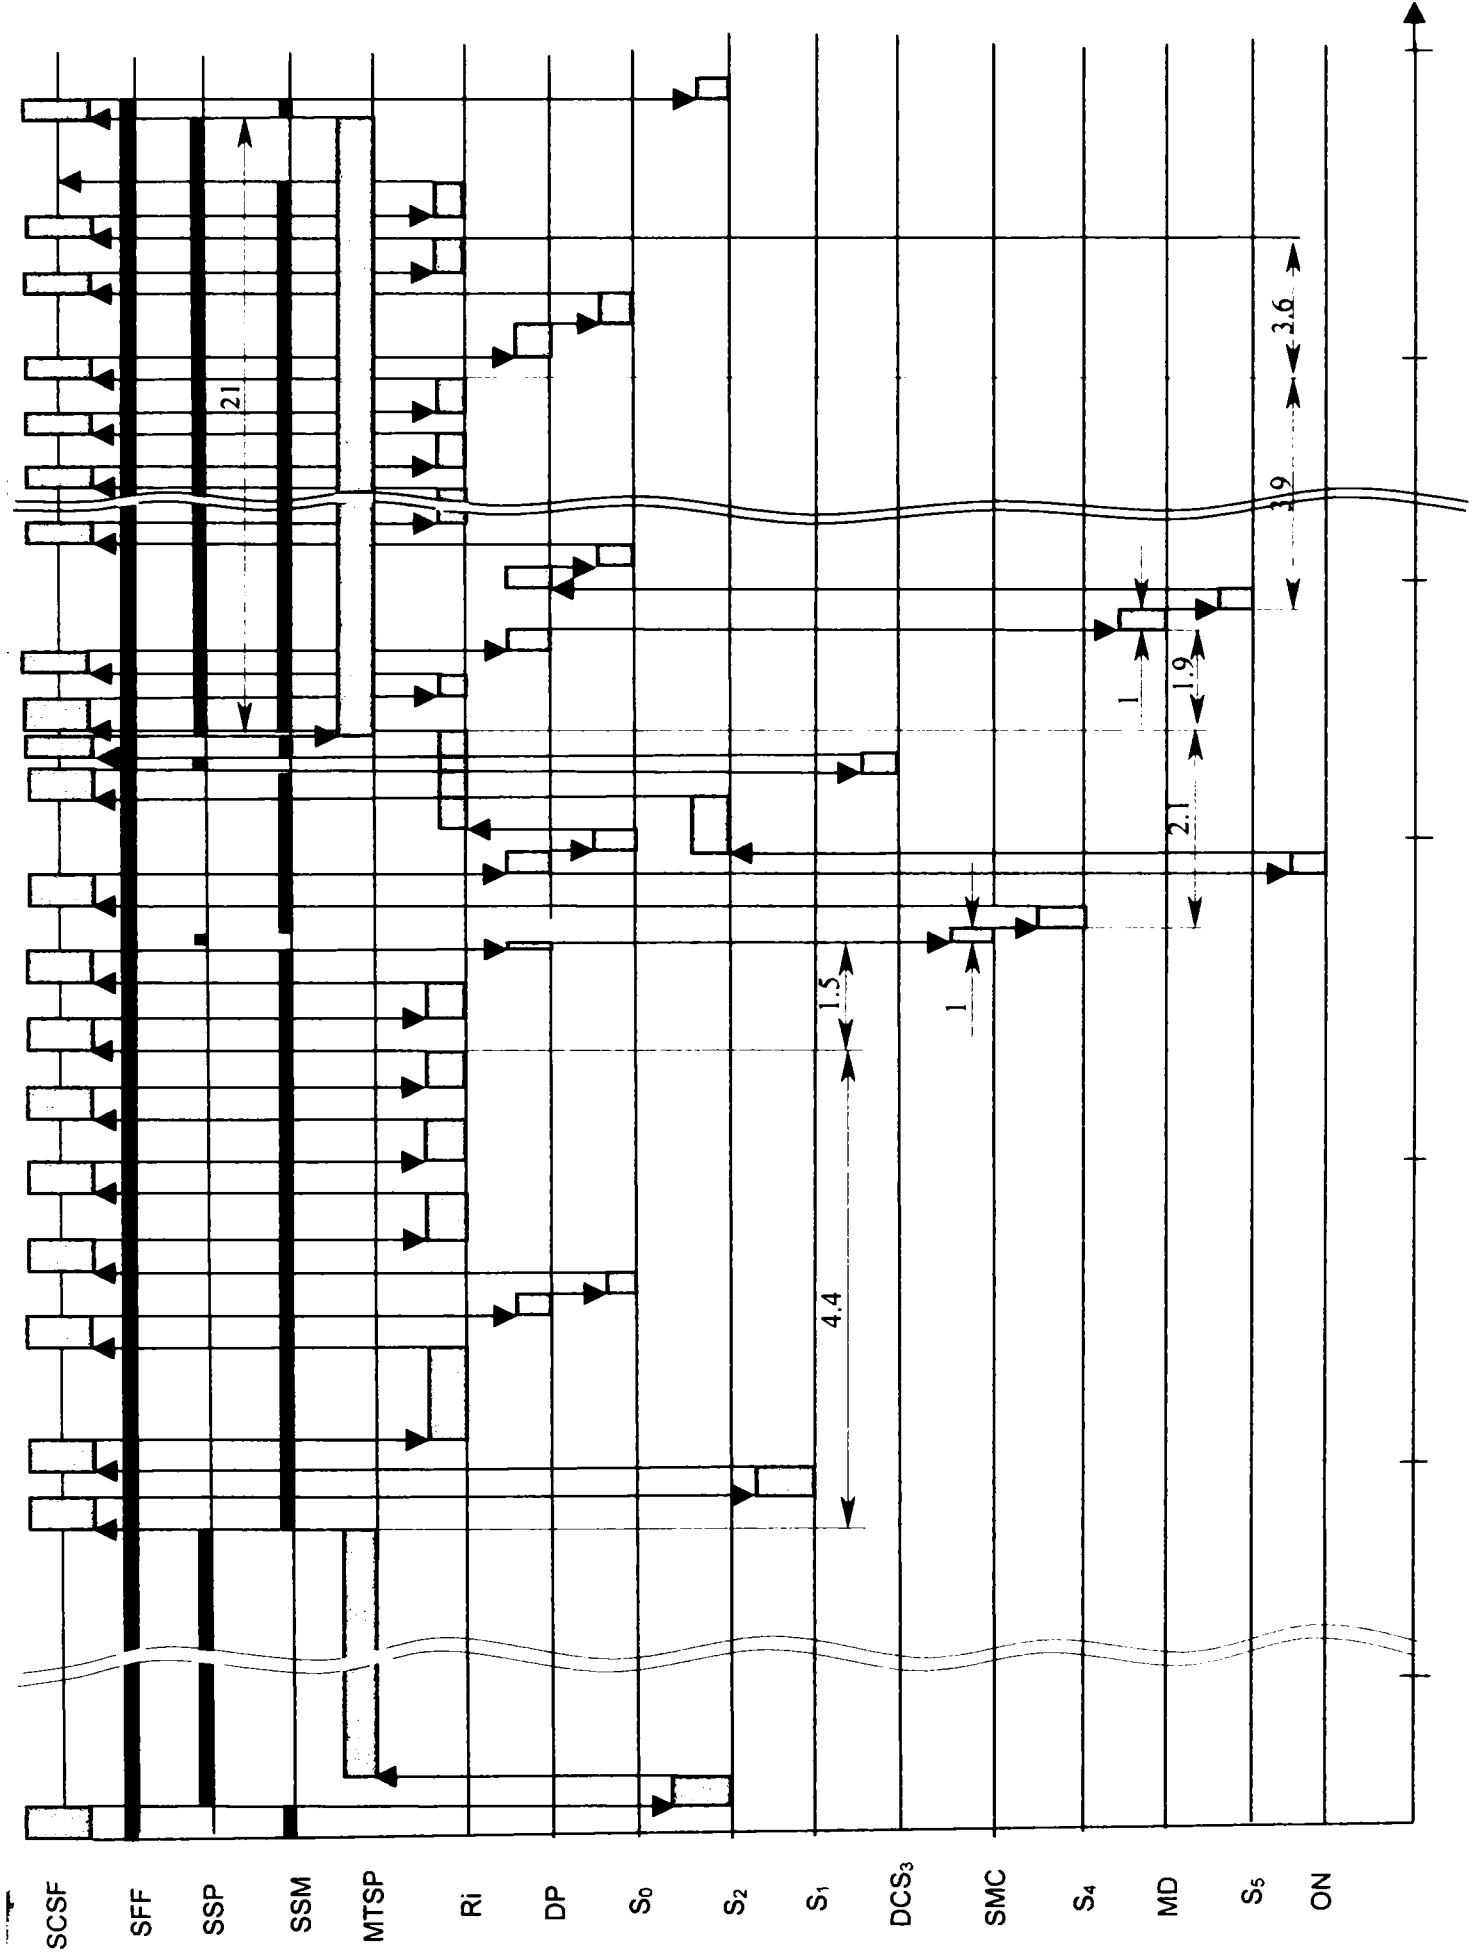 SCSF
SFF
SSP
SSM
MTSP
Ri
DP
S₀
S₂
S₁
DCS₃
SMC
S₄
MD
S₅
ON
4.4
1.5
1
2.1
1.9
1
21
3.9
3.6